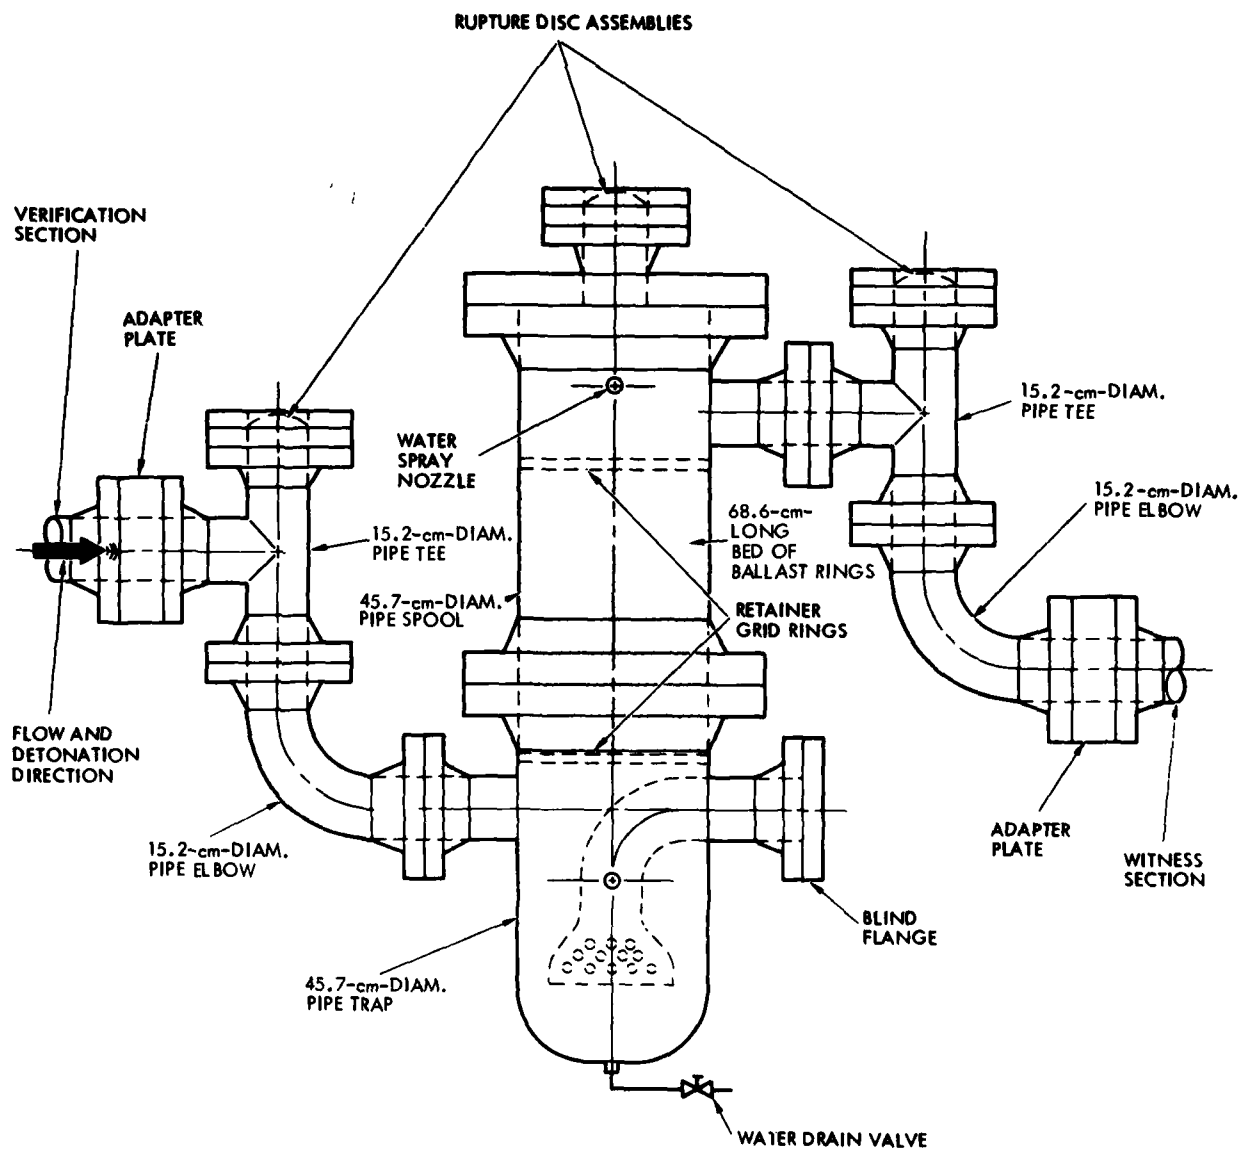 RUPTURE DISC ASSEMBLIES
VERIFICATION
SECTION
ADAPTER
PLATE
WATER
SPRAY
NOZZLE
15.2-cm-DIAM.
PIPE TEE
15.2-cm-DIAM.
PIPE TEE
15.2-cm-DIAM.
PIPE ELBOW
68.6-cm-
LONG
BED OF
BALLAST RINGS
45.7-cm-DIAM.
PIPE SPOOL
RETAINER
GRID RINGS
FLOW AND
DETONATION
DIRECTION
15.2-cm-DIAM.
PIPE ELBOW
ADAPTER
PLATE
WITNESS
SECTION
BLIND
FLANGE
45.7-cm-DIAM.
PIPE TRAP
WATER DRAIN VALVE